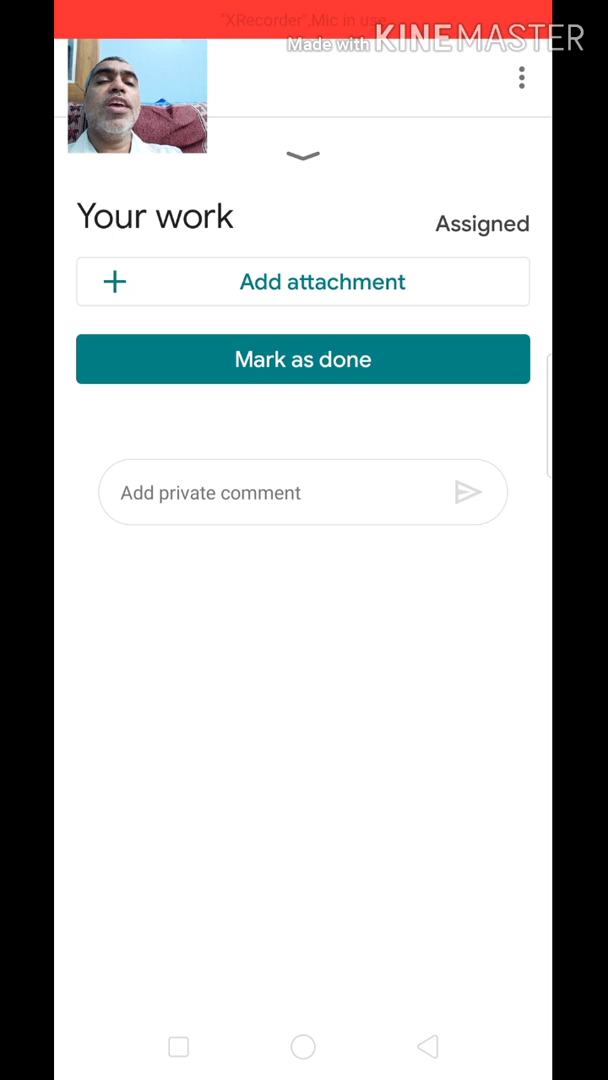 "XRecorder",Mic in use
Made with KINEMASTER
Your work
Assigned
Add attachment
Mark as done
Add private comment